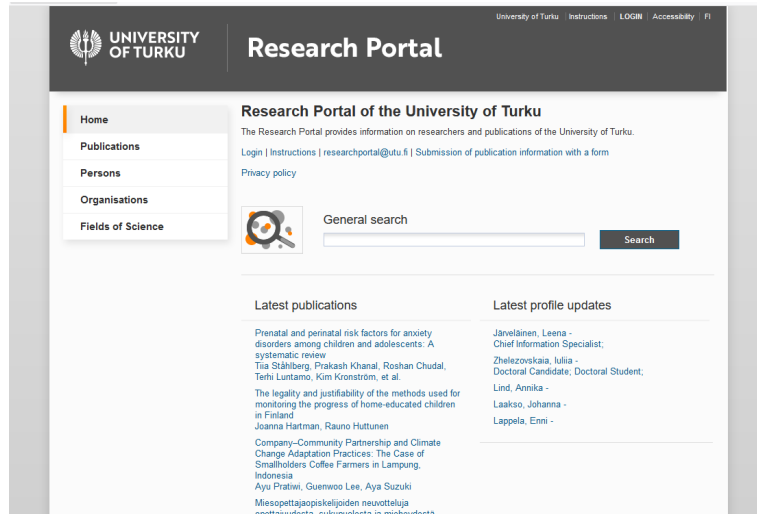 University of Turku | Instructions | LOGIN | Accessibility | FI
UNIVERSITY
OF TURKU
Research Portal
Home
Publications
Persons
Organisations
Fields of Science
Research Portal of the University of Turku
The Research Portal provides information on researchers and publications of the University of Turku.
Login | Instructions | researchportal@utu.fi | Submission of publication information with a form
Privacy policy
General search
Search
Latest publications
Prenatal and perinatal risk factors for anxiety
disorders among children and adolescents: A
systematic review
Tiia Ståhlberg, Prakash Khanal, Roshan Chudal,
Terhi Luntamo, Kim Kronström, et al.
The legality and justifiability of the methods used for
monitoring the progress of home-educated children
in Finland
Joanna Hartman, Rauno Huttunen
Company–Community Partnership and Climate
Change Adaptation Practices: The Case of
Smallholders Coffee Farmers in Lampung,
Indonesia
Ayu Pratiwi, Guenwoo Lee, Aya Suzuki
Miesopettajaopiskelijoiden neuvotteluja
Latest profile updates
Järveläinen, Leena -
Chief Information Specialist;
Zhelezovskaia, Iuliia -
Doctoral Candidate; Doctoral Student;
Lind, Annika -
Laakso, Johanna -
Lappela, Enni -